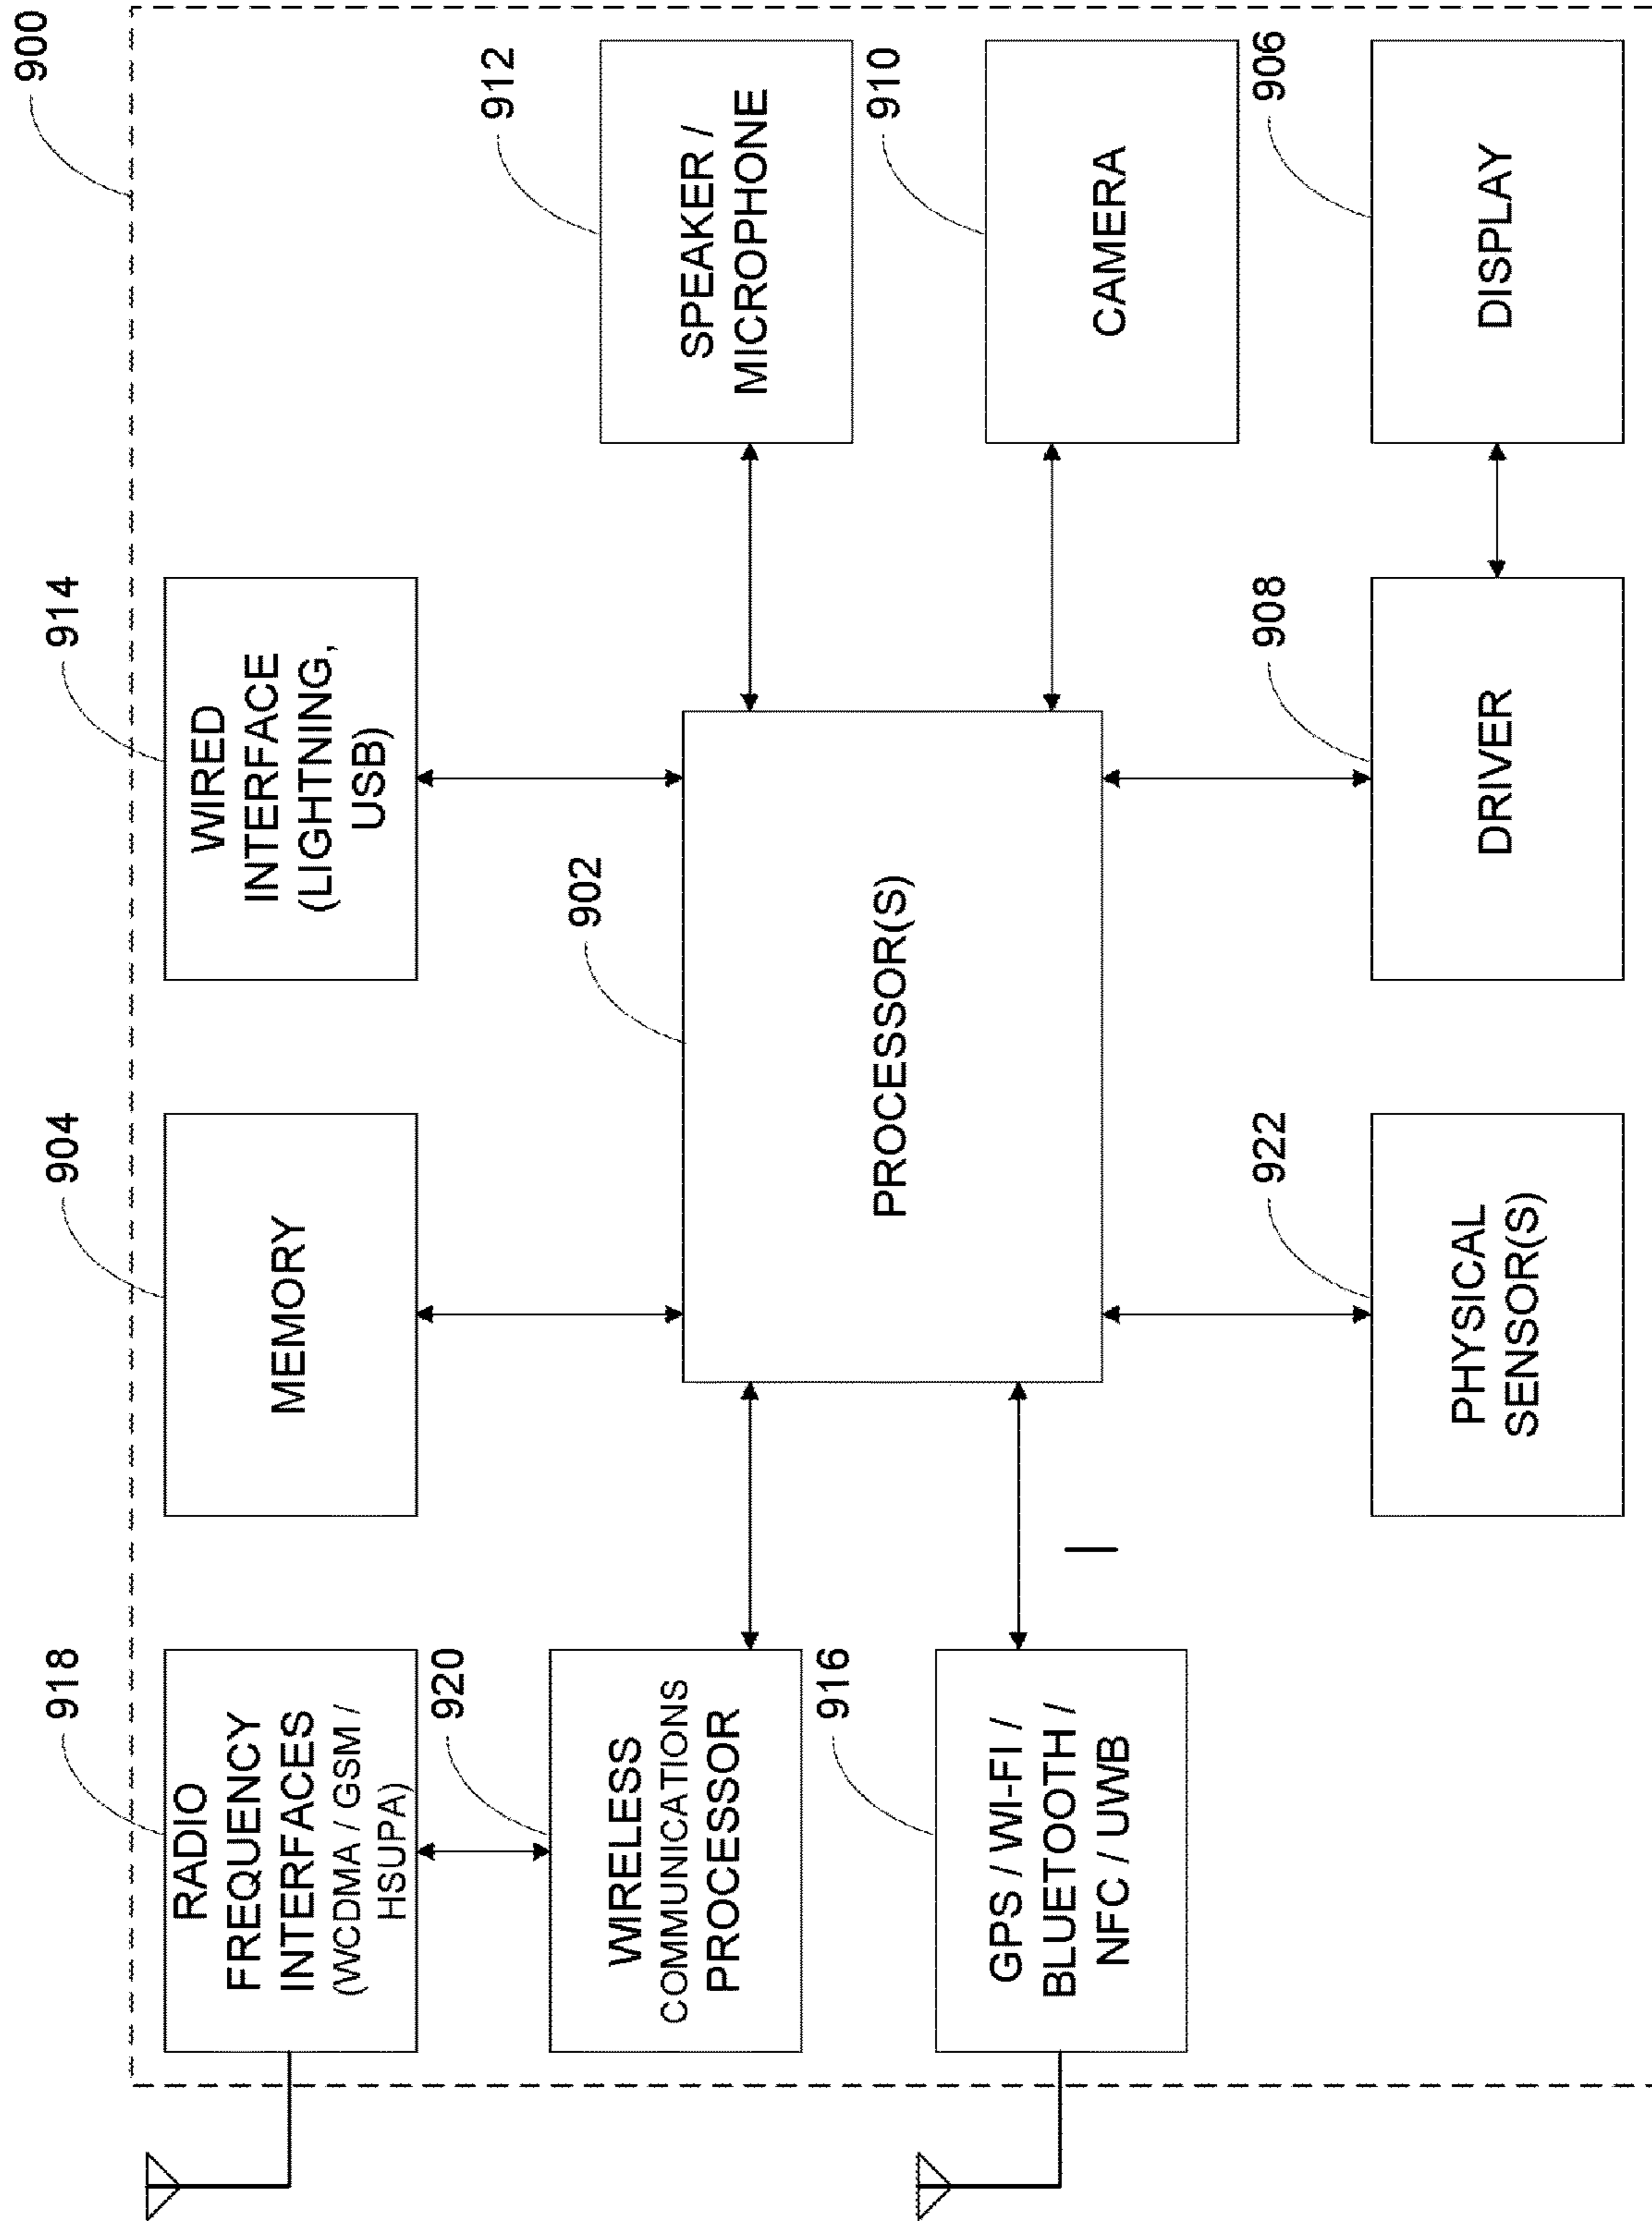 900
918
RADIO
FREQUENCY
INTERFACES
(WCDMA / GSM /
HSUPA)
904
MEMORY
914
WIRED
INTERFACE
(LIGHTNING,
USB)
920
WIRELESS
COMMUNICATIONS
PROCESSOR
902
PROCESSOR(S)
912
SPEAKER /
MICROPHONE
916
GPS / WI-FI /
BLUETOOTH /
NFC / UWB
910
CAMERA
922
PHYSICAL
SENSOR(S)
908
DRIVER
906
DISPLAY